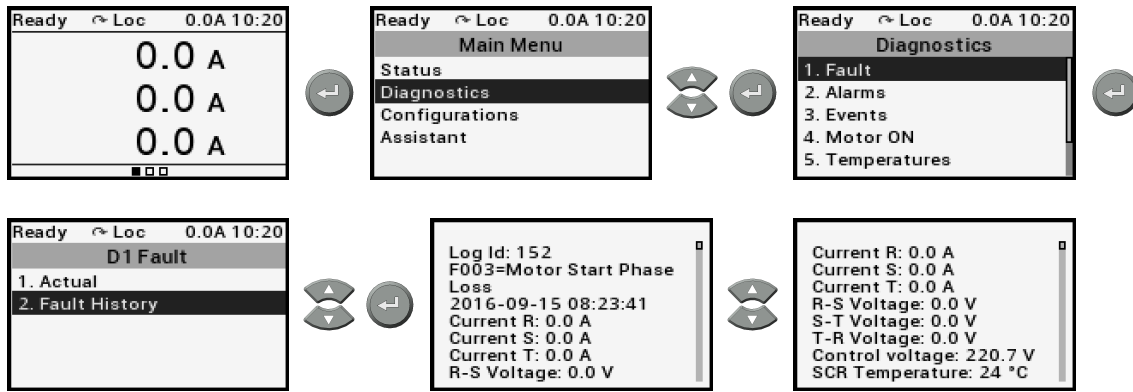 Ready Loc 0.0A 10:20
0.0 A
0.0 A
0.0 A
Ready Loc 0.0A 10:20
Main Menu
Status
Diagnostics
Configurations
Assistant
Ready Loc 0.0A 10:20
Diagnostics
1. Fault
2. Alarms
3. Events
4. Motor ON
5. Temperatures
Ready Loc 0.0A 10:20
D1 Fault
1. Actual
2. Fault History
Log Id: 152
F003=Motor Start Phase
Loss
2016-09-15 08:23:41
Current R: 0.0 A
Current S: 0.0 A
Current T: 0.0 A
R-S Voltage: 0.0 V
Current R: 0.0 A
Current S: 0.0 A
Current T: 0.0 A
R-S Voltage: 0.0 V
S-T Voltage: 0.0 V
T-R Voltage: 0.0 V
Control voltage: 220.7 V
SCR Temperature: 24 °C